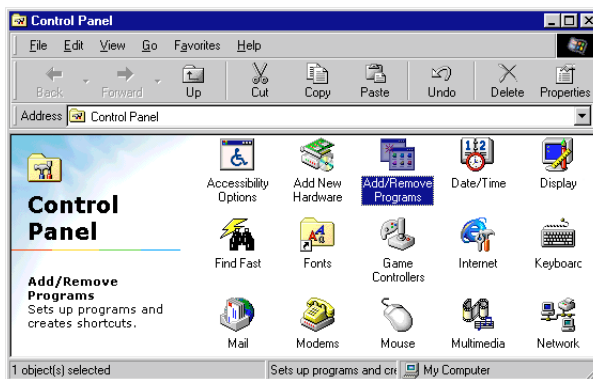 Control Panel
File Edit View Go Favorites Help
Back Forward Up Cut Copy Paste Undo Delete Properties
Address Control Panel
Control
Panel
Add/Remove
Programs
Sets up programs and
creates shortcuts.
Accessibility
Options
Add New
Hardware
Add/Remove
Programs
Date/Time
Display
Find Fast
Fonts
Game
Controllers
Internet
Keyboarc
Mail
Modems
Mouse
Multimedia
Network
1 object(s) selected
Sets up programs and cre
My Computer